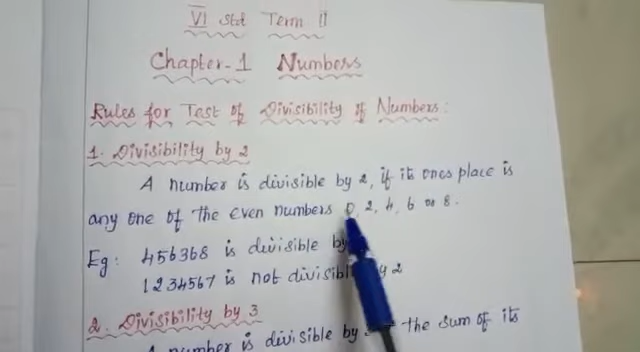 VI Std Term II
Chapter-1 Numbers
Rules for Test of Divisibility of Numbers:
1. Divisibility by 2
A number is divisible by 2, if its ones place is
any one of the even numbers 0, 2, 4, 6 or 8.
Eg: 456368 is divisible by
1234567 is not divisible by 2
2. Divisibility by 3
A number is divisible by the sum of its